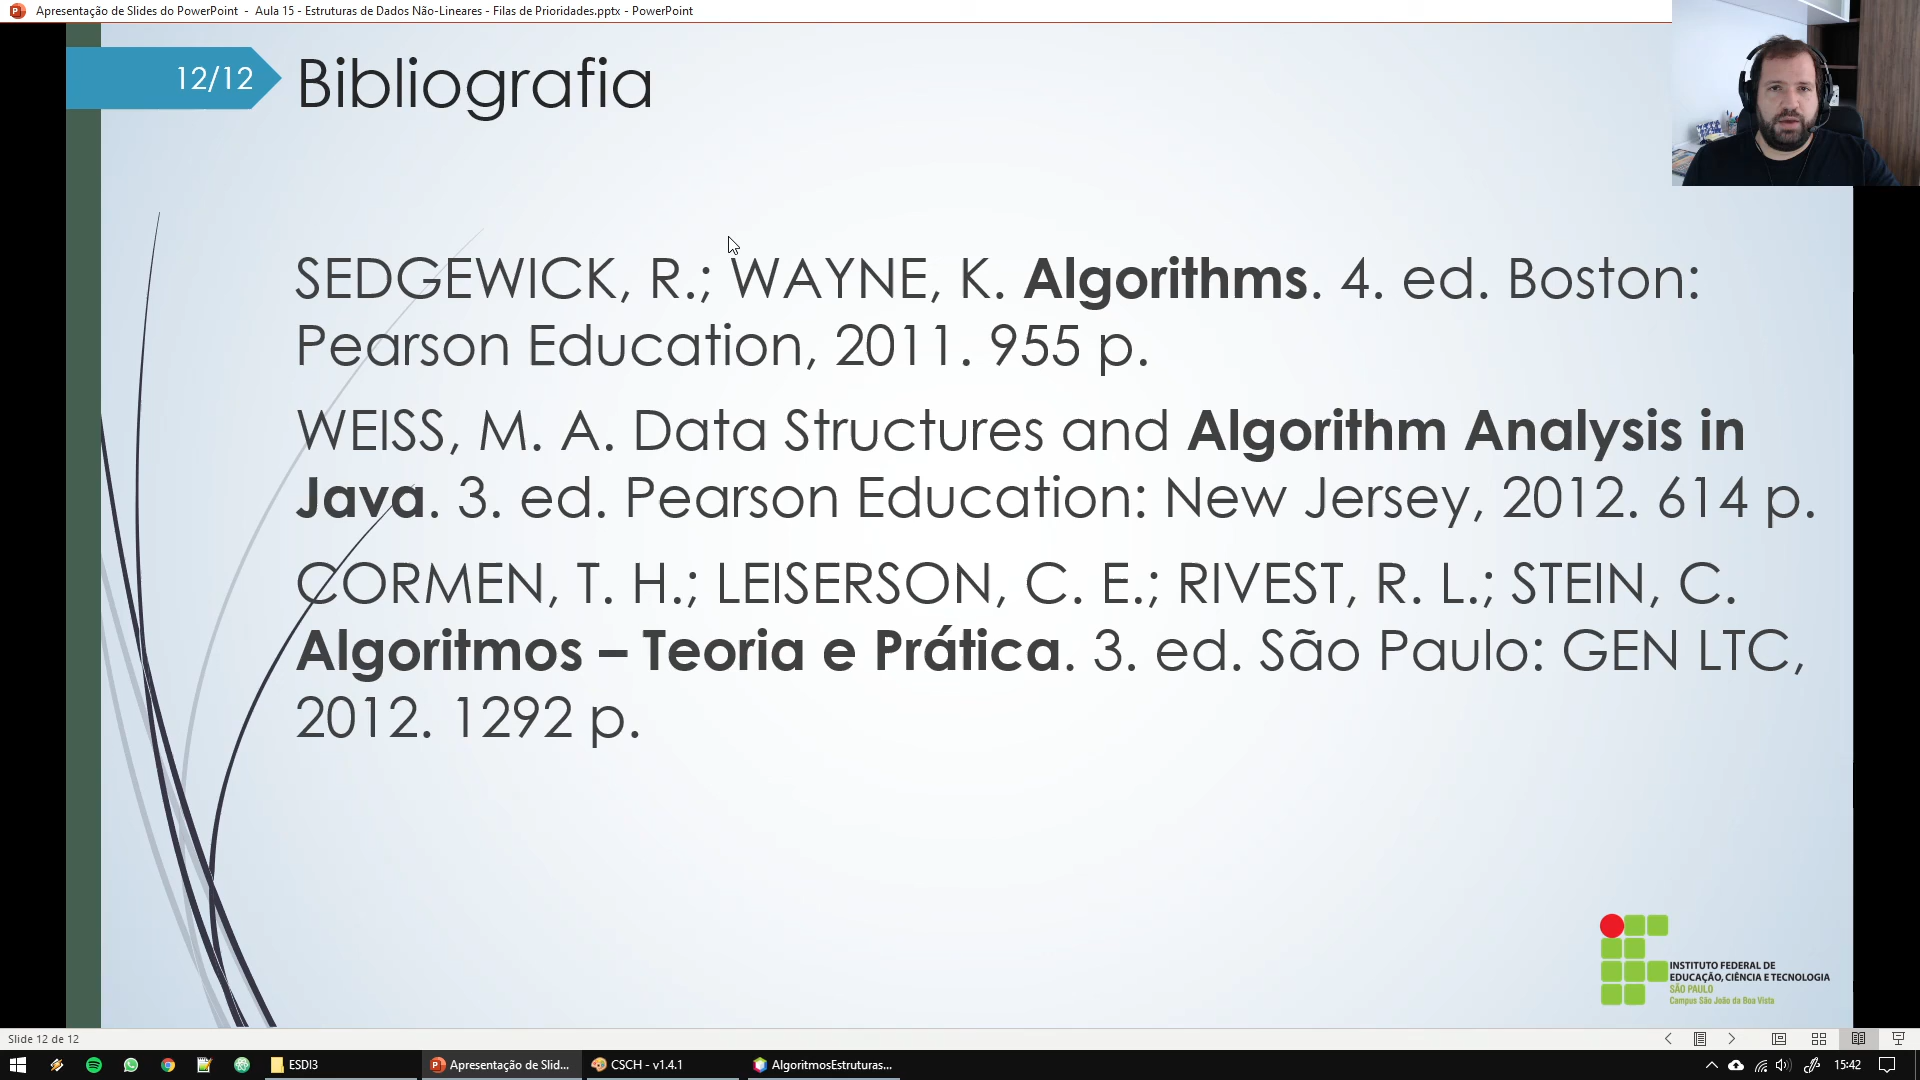 Apresentação de Slides do PowerPoint - Aula 15 - Estruturas de Dados Não-Lineares - Filas de Prioridades.pptx - PowerPoint
12/12
Bibliografia
SEDGEWICK, R.; WAYNE, K. Algorithms. 4. ed. Boston:
Pearson Education, 2011. 955 p.
WEISS, M. A. Data Structures and Algorithm Analysis in
Java. 3. ed. Pearson Education: New Jersey, 2012. 614 p.
CORMEN, T. H.; LEISERSON, C. E.; RIVEST, R. L.; STEIN, C.
Algoritmos – Teoria e Prática. 3. ed. São Paulo: GEN LTC,
2012. 1292 p.
INSTITUTO FEDERAL DE
EDUCAÇÃO, CIÊNCIA E TECNOLOGIA
SÃO PAULO
Campus São João da Boa Vista
Slide 12 de 12
ESDI3
Apresentação de Slid...
CSCH - v1.4.1
AlgoritmosEstruturas...
15:42